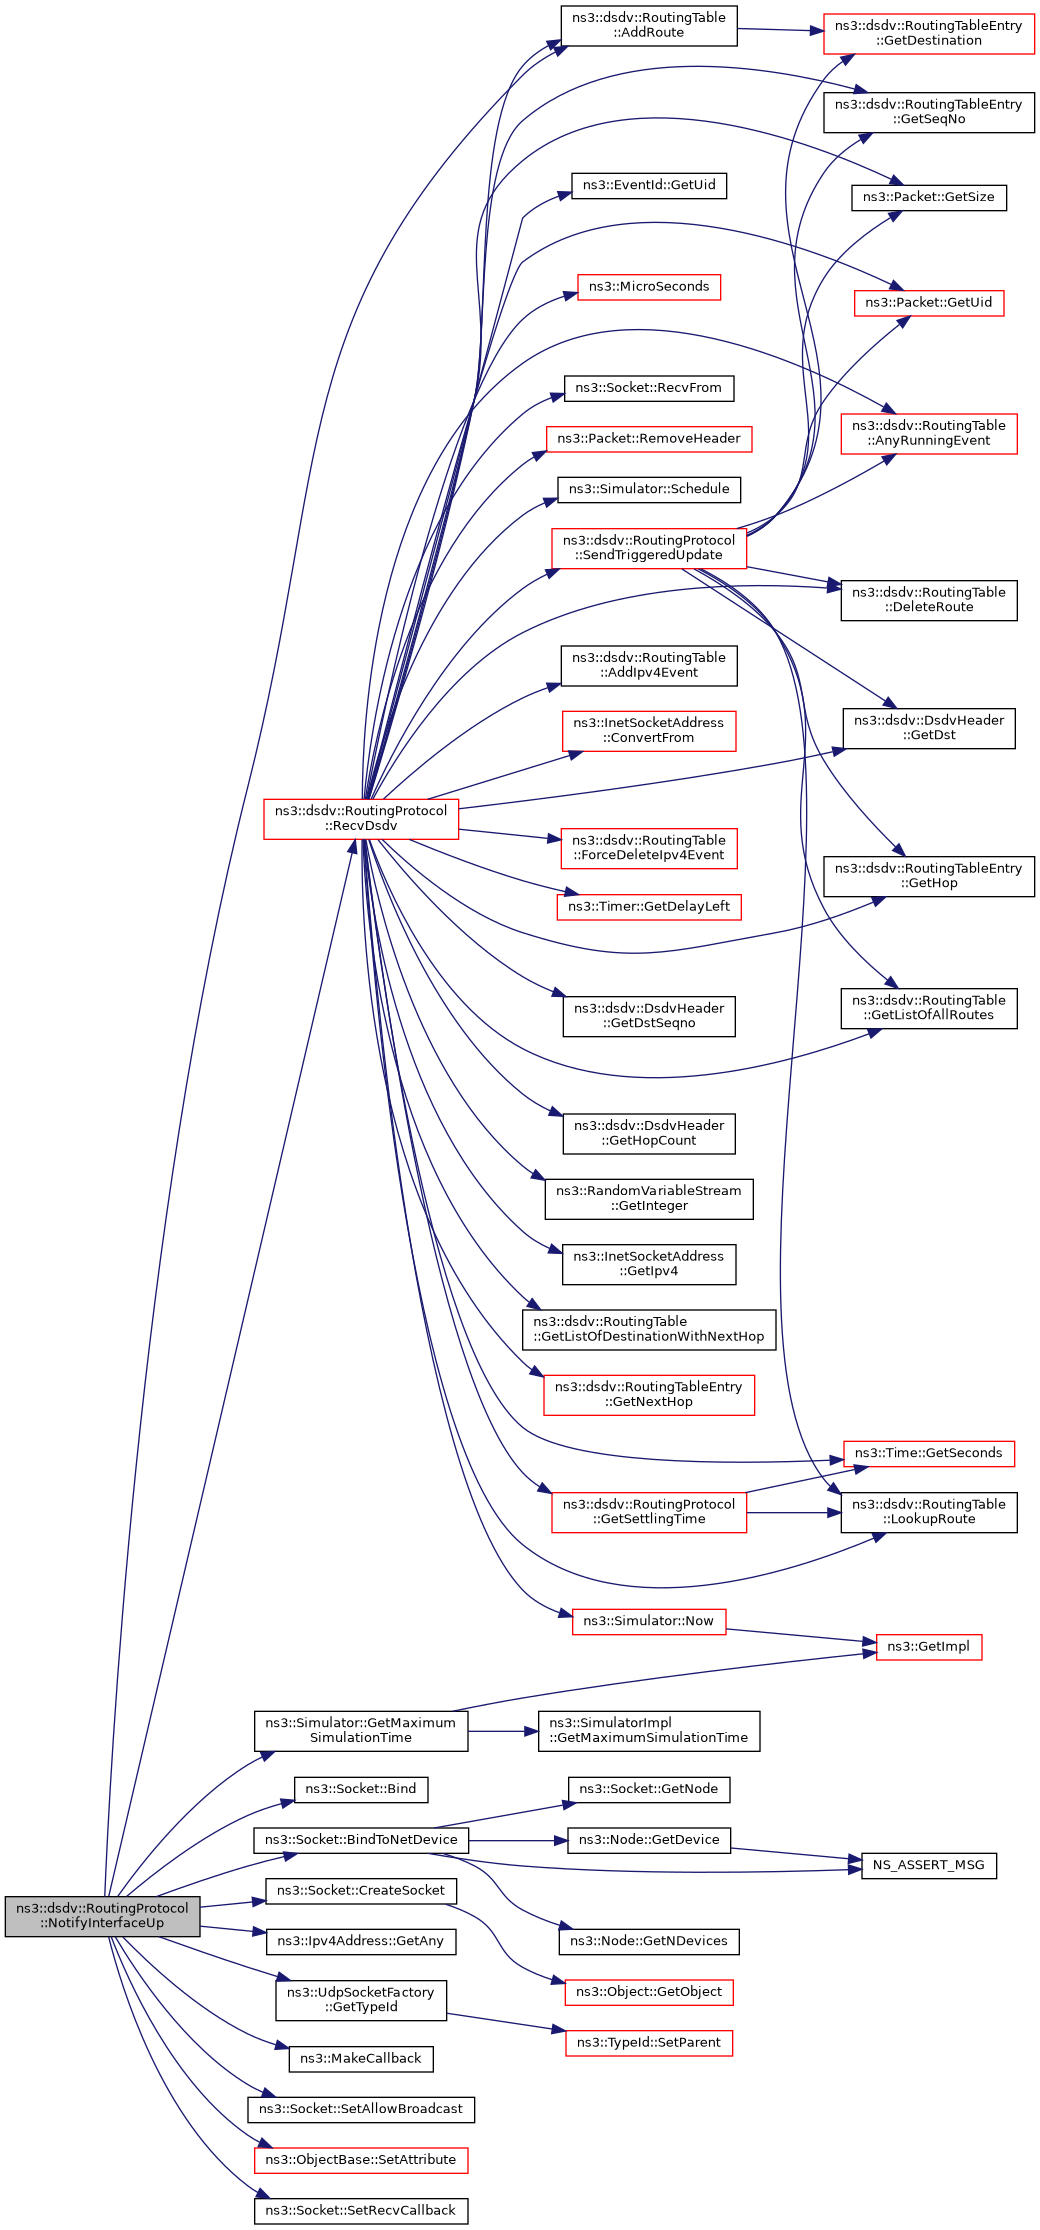 ns3::dsdv::RoutingTable
::AddRoute
ns3::dsdv::RoutingTableEntry
::GetDestination
ns3::dsdv::RoutingTableEntry
::GetSeqNo
ns3::EventId::GetUid
ns3::Packet::GetSize
ns3::MicroSeconds
ns3::Packet::GetUid
ns3::Socket::RecvFrom
ns3::Packet::RemoveHeader
ns3::dsdv::RoutingTable
::AnyRunningEvent
ns3::Simulator::Schedule
ns3::dsdv::RoutingProtocol
::SendTriggeredUpdate
ns3::dsdv::RoutingTable
::DeleteRoute
ns3::dsdv::RoutingTable
::AddIpv4Event
ns3::InetSocketAddress
::ConvertFrom
ns3::dsdv::DsdvHeader
::GetDst
ns3::dsdv::RoutingProtocol
::RecvDsdv
ns3::dsdv::RoutingTable
::ForceDeleteIpv4Event
ns3::dsdv::RoutingTableEntry
::GetHop
ns3::Timer::GetDelayLeft
ns3::dsdv::DsdvHeader
::GetDstSeqno
ns3::dsdv::RoutingTable
::GetListOfAllRoutes
ns3::dsdv::DsdvHeader
::GetHopCount
ns3::RandomVariableStream
::GetInteger
ns3::InetSocketAddress
::GetIpv4
ns3::dsdv::RoutingTable
::GetListOfDestinationWithNextHop
ns3::dsdv::RoutingTableEntry
::GetNextHop
ns3::Time::GetSeconds
ns3::dsdv::RoutingProtocol
::GetSettlingTime
ns3::dsdv::RoutingTable
::LookupRoute
ns3::Simulator::Now
ns3::GetImpl
ns3::Simulator::GetMaximum
SimulationTime
ns3::SimulatorImpl
::GetMaximumSimulationTime
ns3::Socket::Bind
ns3::Socket::GetNode
ns3::Socket::BindToNetDevice
ns3::Node::GetDevice
NS_ASSERT_MSG
ns3::Socket::CreateSocket
ns3::dsdv::RoutingProtocol
::NotifyInterfaceUp
ns3::Ipv4Address::GetAny
ns3::Node::GetNDevices
ns3::UdpSocketFactory
::GetTypeId
ns3::Object::GetObject
ns3::TypeId::SetParent
ns3::MakeCallback
ns3::Socket::SetAllowBroadcast
ns3::ObjectBase::SetAttribute
ns3::Socket::SetRecvCallback